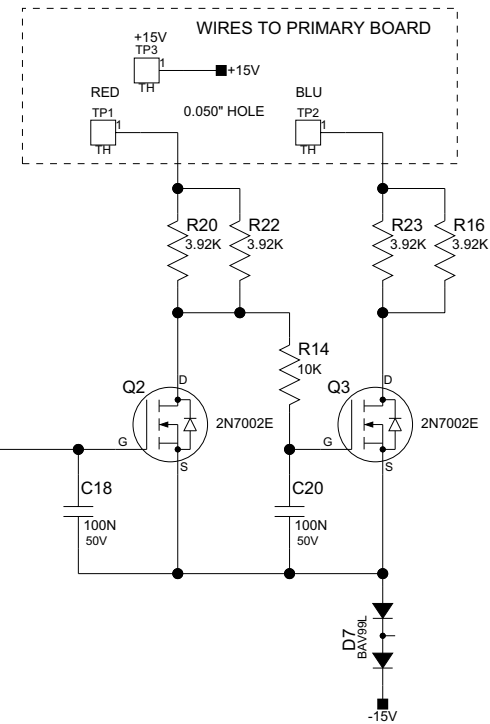 WIRES TO PRIMARY BOARD
+15V
TP3
1
+15V
TH
RED
BLU
TP1
0.050" HOLE
TP2
1
1
TH
TH
R20
3.92K
R22
3.92K
R23
3.92K
R16
3.92K
R14
10K
Q2
D
2N7002E
G
S
Q3
D
2N7002E
G
S
C18
100N
50V
C20
100N
50V
D7
BAV99L
-15V